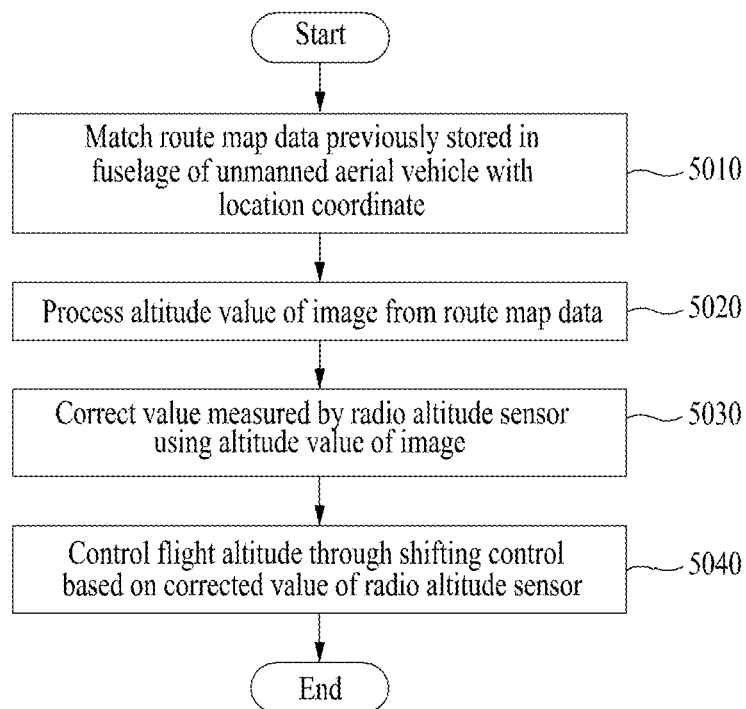 Start
Match route map data previously stored in
fuselage of unmanned aerial vehicle with
location coordinate
5010
Process altitude value of image from route map data
5020
Correct value measured by radio altitude sensor
using altitude value of image
5030
Control flight altitude through shifting control
based on corrected value of radio altitude sensor
5040
End